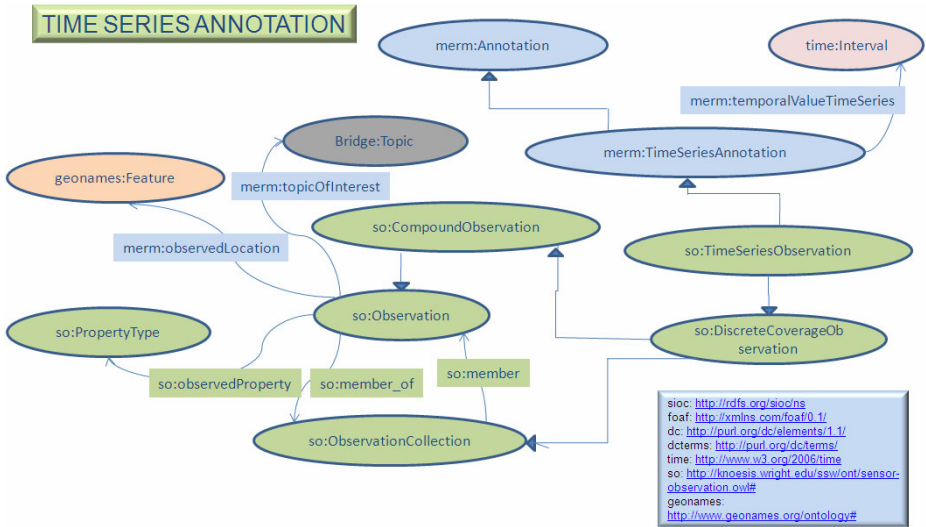 TIME SERIES ANNOTATION
merm:Annotation
time:Interval
merm:temporalValueTimeSeries
Bridge:Topic
merm:TimeSeriesAnnotation
geonames:Feature
merm:topicOfInterest
so:CompoundObservation
merm:observedLocation
so:TimeSeriesObservation
so:Observation
so:PropertyType
so:DiscreteCoverageOb
servation
so:observedProperty
so:member_of
so:member
so:ObservationCollection
sioc: http://rdfs.org/sioc/ns
foaf: http://xmlns.com/foaf/0.1/
dc: http://purl.org/dc/elements/1.1/
dcterms: http://purl.org/dc/terms/
time: http://www.w3.org/2006/time
so: http://knoesis.wright.edu/ssw/ont/sensor-
observation.owl#
geonames:
http://www.geonames.org/ontology#